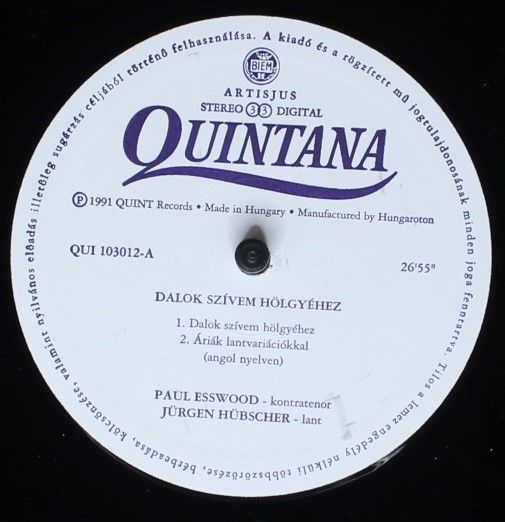 A kiadó és a rögzített mű jogtulajdonosának minden joga fenntartva. Tilos a lemez engedély nélküli többszörözése, bérbeadása, kölcsönzése, valamint nyilvános előadás illetőleg sugárzás céljából történő felhasználása.
BIEM
ARTISJUS
STEREO 33 DIGITAL
QUINTANA
Ⓟ 1991 QUINT Records • Made in Hungary • Manufactured by Hungaroton
QUI 103012-A
26'55"
DALOK SZÍVEM HÖLGYÉHEZ
1. Dalok szívem hölgyéhez
2. Áriák lantvariációkkal
(angol nyelven)
PAUL ESSWOOD - kontratenor
JÜRGEN HÜBSCHER - lant
1